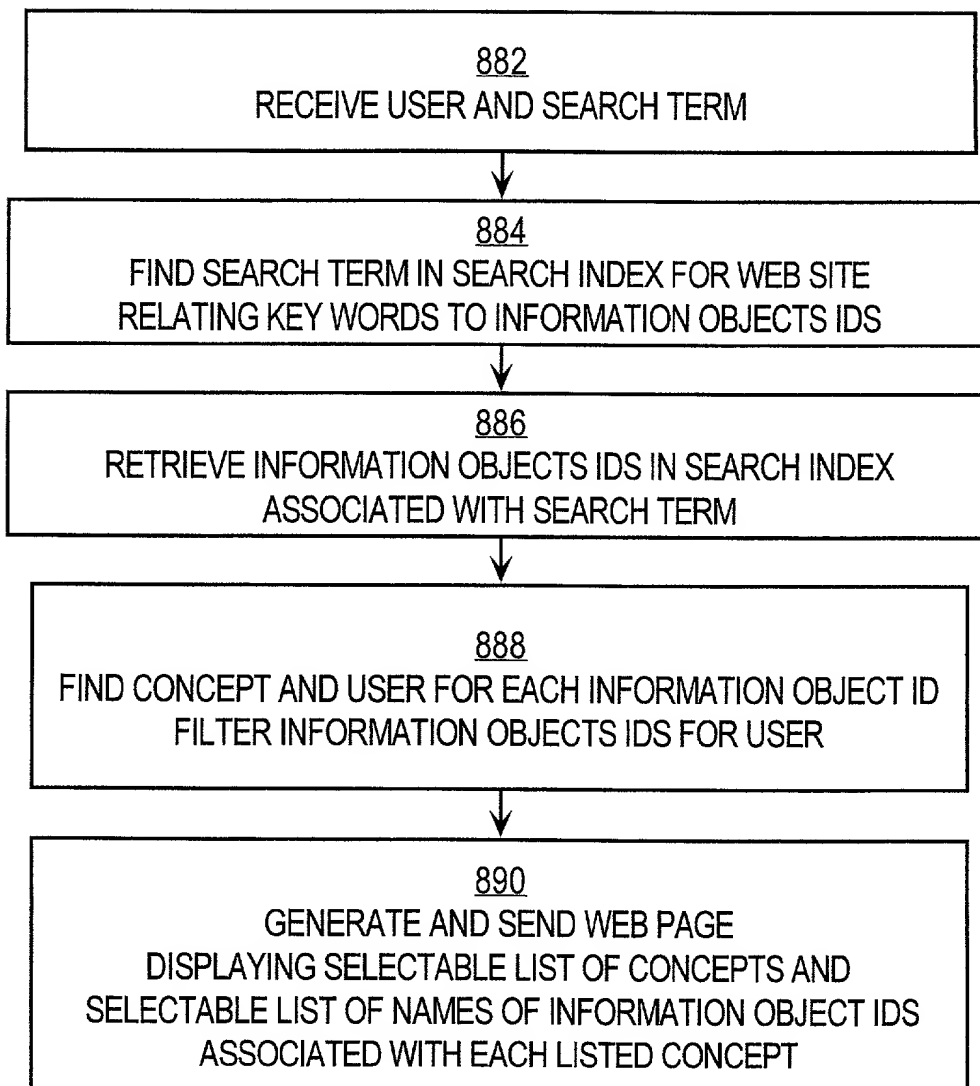 882
RECEIVE USER AND SEARCH TERM
884
FIND SEARCH TERM IN SEARCH INDEX FOR WEB SITE
RELATING KEY WORDS TO INFORMATION OBJECTS IDS
886
RETRIEVE INFORMATION OBJECTS IDS IN SEARCH INDEX
ASSOCIATED WITH SEARCH TERM
888
FIND CONCEPT AND USER FOR EACH INFORMATION OBJECT ID
FILTER INFORMATION OBJECTS IDS FOR USER
890
GENERATE AND SEND WEB PAGE
DISPLAYING SELECTABLE LIST OF CONCEPTS AND
SELECTABLE LIST OF NAMES OF INFORMATION OBJECT IDS
ASSOCIATED WITH EACH LISTED CONCEPT